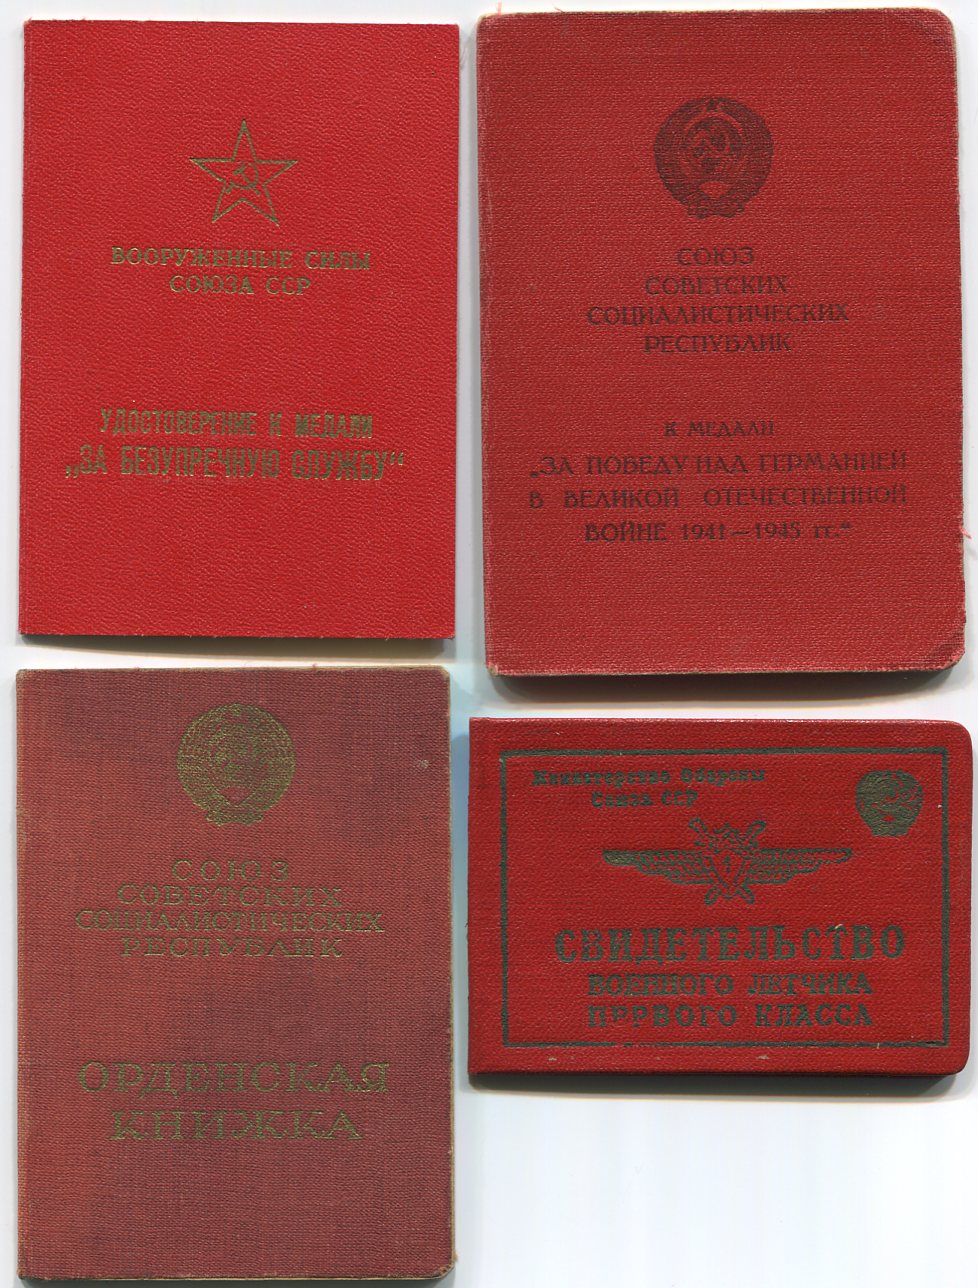 ВООРУЖЕННЫЕ СИЛЫ
СОЮЗА ССР
УДОСТОВЕРЕНИЕ К МЕДАЛИ
„ЗА БЕЗУПРЕЧНУЮ СЛУЖБУ“
СОЮЗ
СОВЕТСКИХ
СОЦИАЛИСТИЧЕСКИХ
РЕСПУБЛИК
К МЕДАЛИ
„ЗА ПОБЕДУ НАД ГЕРМАНИЕЙ
В ВЕЛИКОЙ ОТЕЧЕСТВЕННОЙ
ВОЙНЕ 1941—1945 гг.“
СОЮЗ
СОВЕТСКИХ
СОЦИАЛИСТИЧЕСКИХ
РЕСПУБЛИК
ОРДЕНСКАЯ
КНИЖКА
Министерство Обороны
Союза ССР
1
СВИДЕТЕЛЬСТВО
ВОЕННОГО ЛЕТЧИКА
ПЕРВОГО КЛАССА